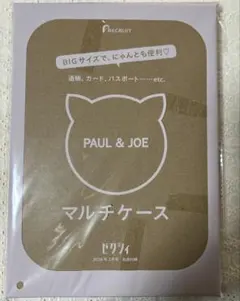 RECRUIT
BIGサイズで、にゃんとも便利♡
通帳、カード、パスポート……etc.
PAUL & JOE
マルチケース
ゼクシィ